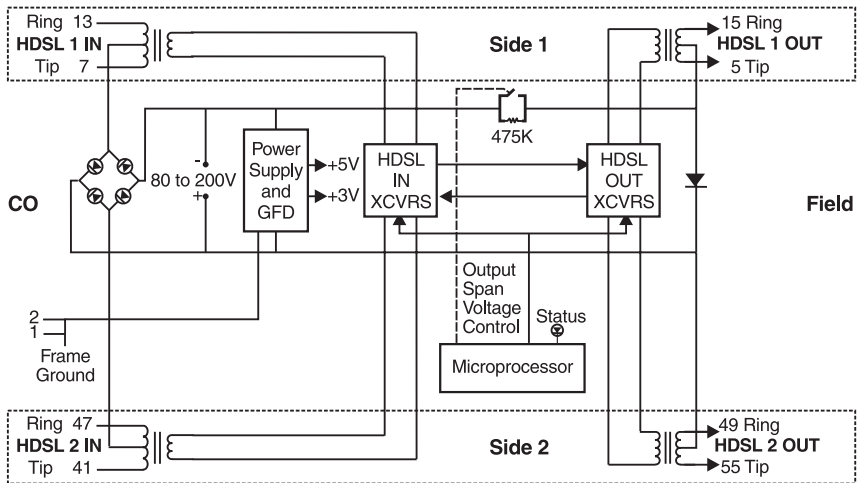 Ring 13
HDSL 1 IN
Tip 7
Side 1
15 Ring
HDSL 1 OUT
5 Tip
475K
Power
Supply
and
GFD
-
80 to 200V
+
+5V
+3V
HDSL
IN
XCVRS
HDSL
OUT
XCVRS
CO
Field
Output
Span
Voltage
Control
Status
Microprocessor
2
1
Frame
Ground
Ring 47
HDSL 2 IN
Tip 41
Side 2
49 Ring
HDSL 2 OUT
55 Tip